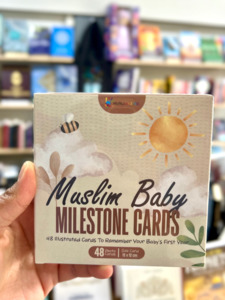 Muslim Baby
MILESTONE CARDS
48 Illustrated Cards To Remember Your Baby's First Year
48